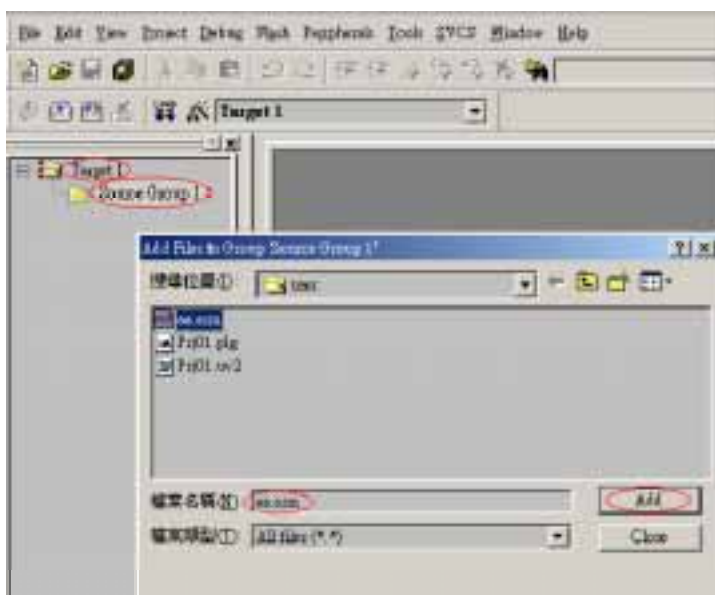 File Edit View Project Debug Flash Peripherals Tools SVCS Window Help
Target 1
Target 1
Source Group 1
Add Files to Group 'Source Group 1'
搜尋位置(I)
Prj01.plg
Prj01.uv2
檔案名稱(N)
Add
檔案類型(T)
All files (*.*)
Close